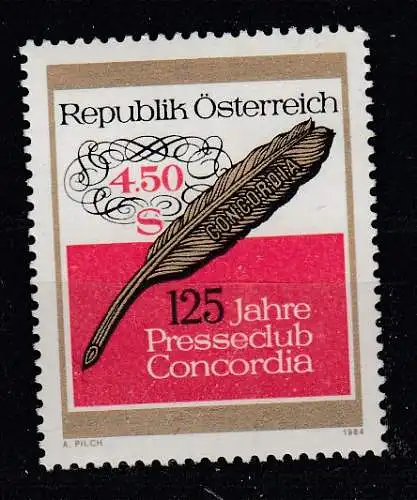 Republik Österreich
4.50
S
CONCORDIA
125 Jahre
Presseclub
Concordia
A. PILCH
1984